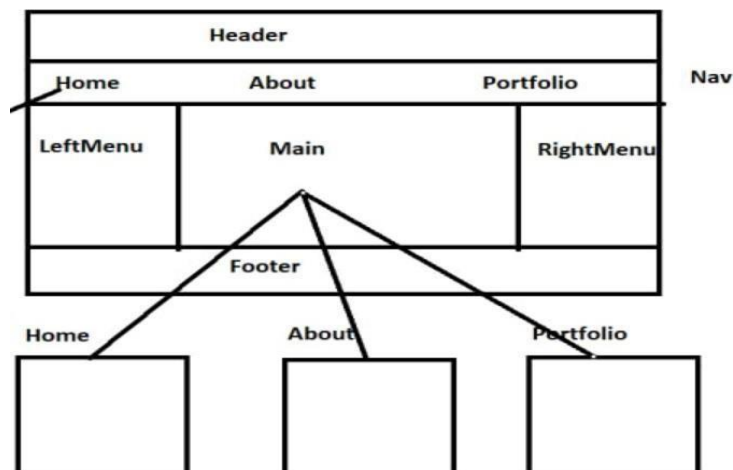 Header
Home About Portfolio Nav
LeftMenu Main RightMenu
Footer
Home About Portfolio